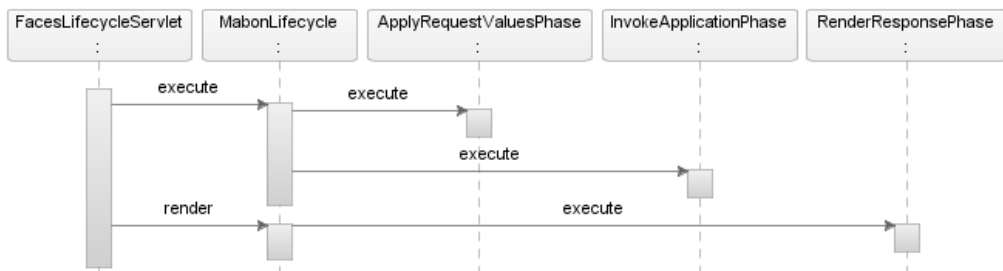 FacesLifecycleServlet
:
MabonLifecycle
:
ApplyRequestValuesPhase
:
InvokeApplicationPhase
:
RenderResponsePhase
:
execute
execute
execute
render
execute